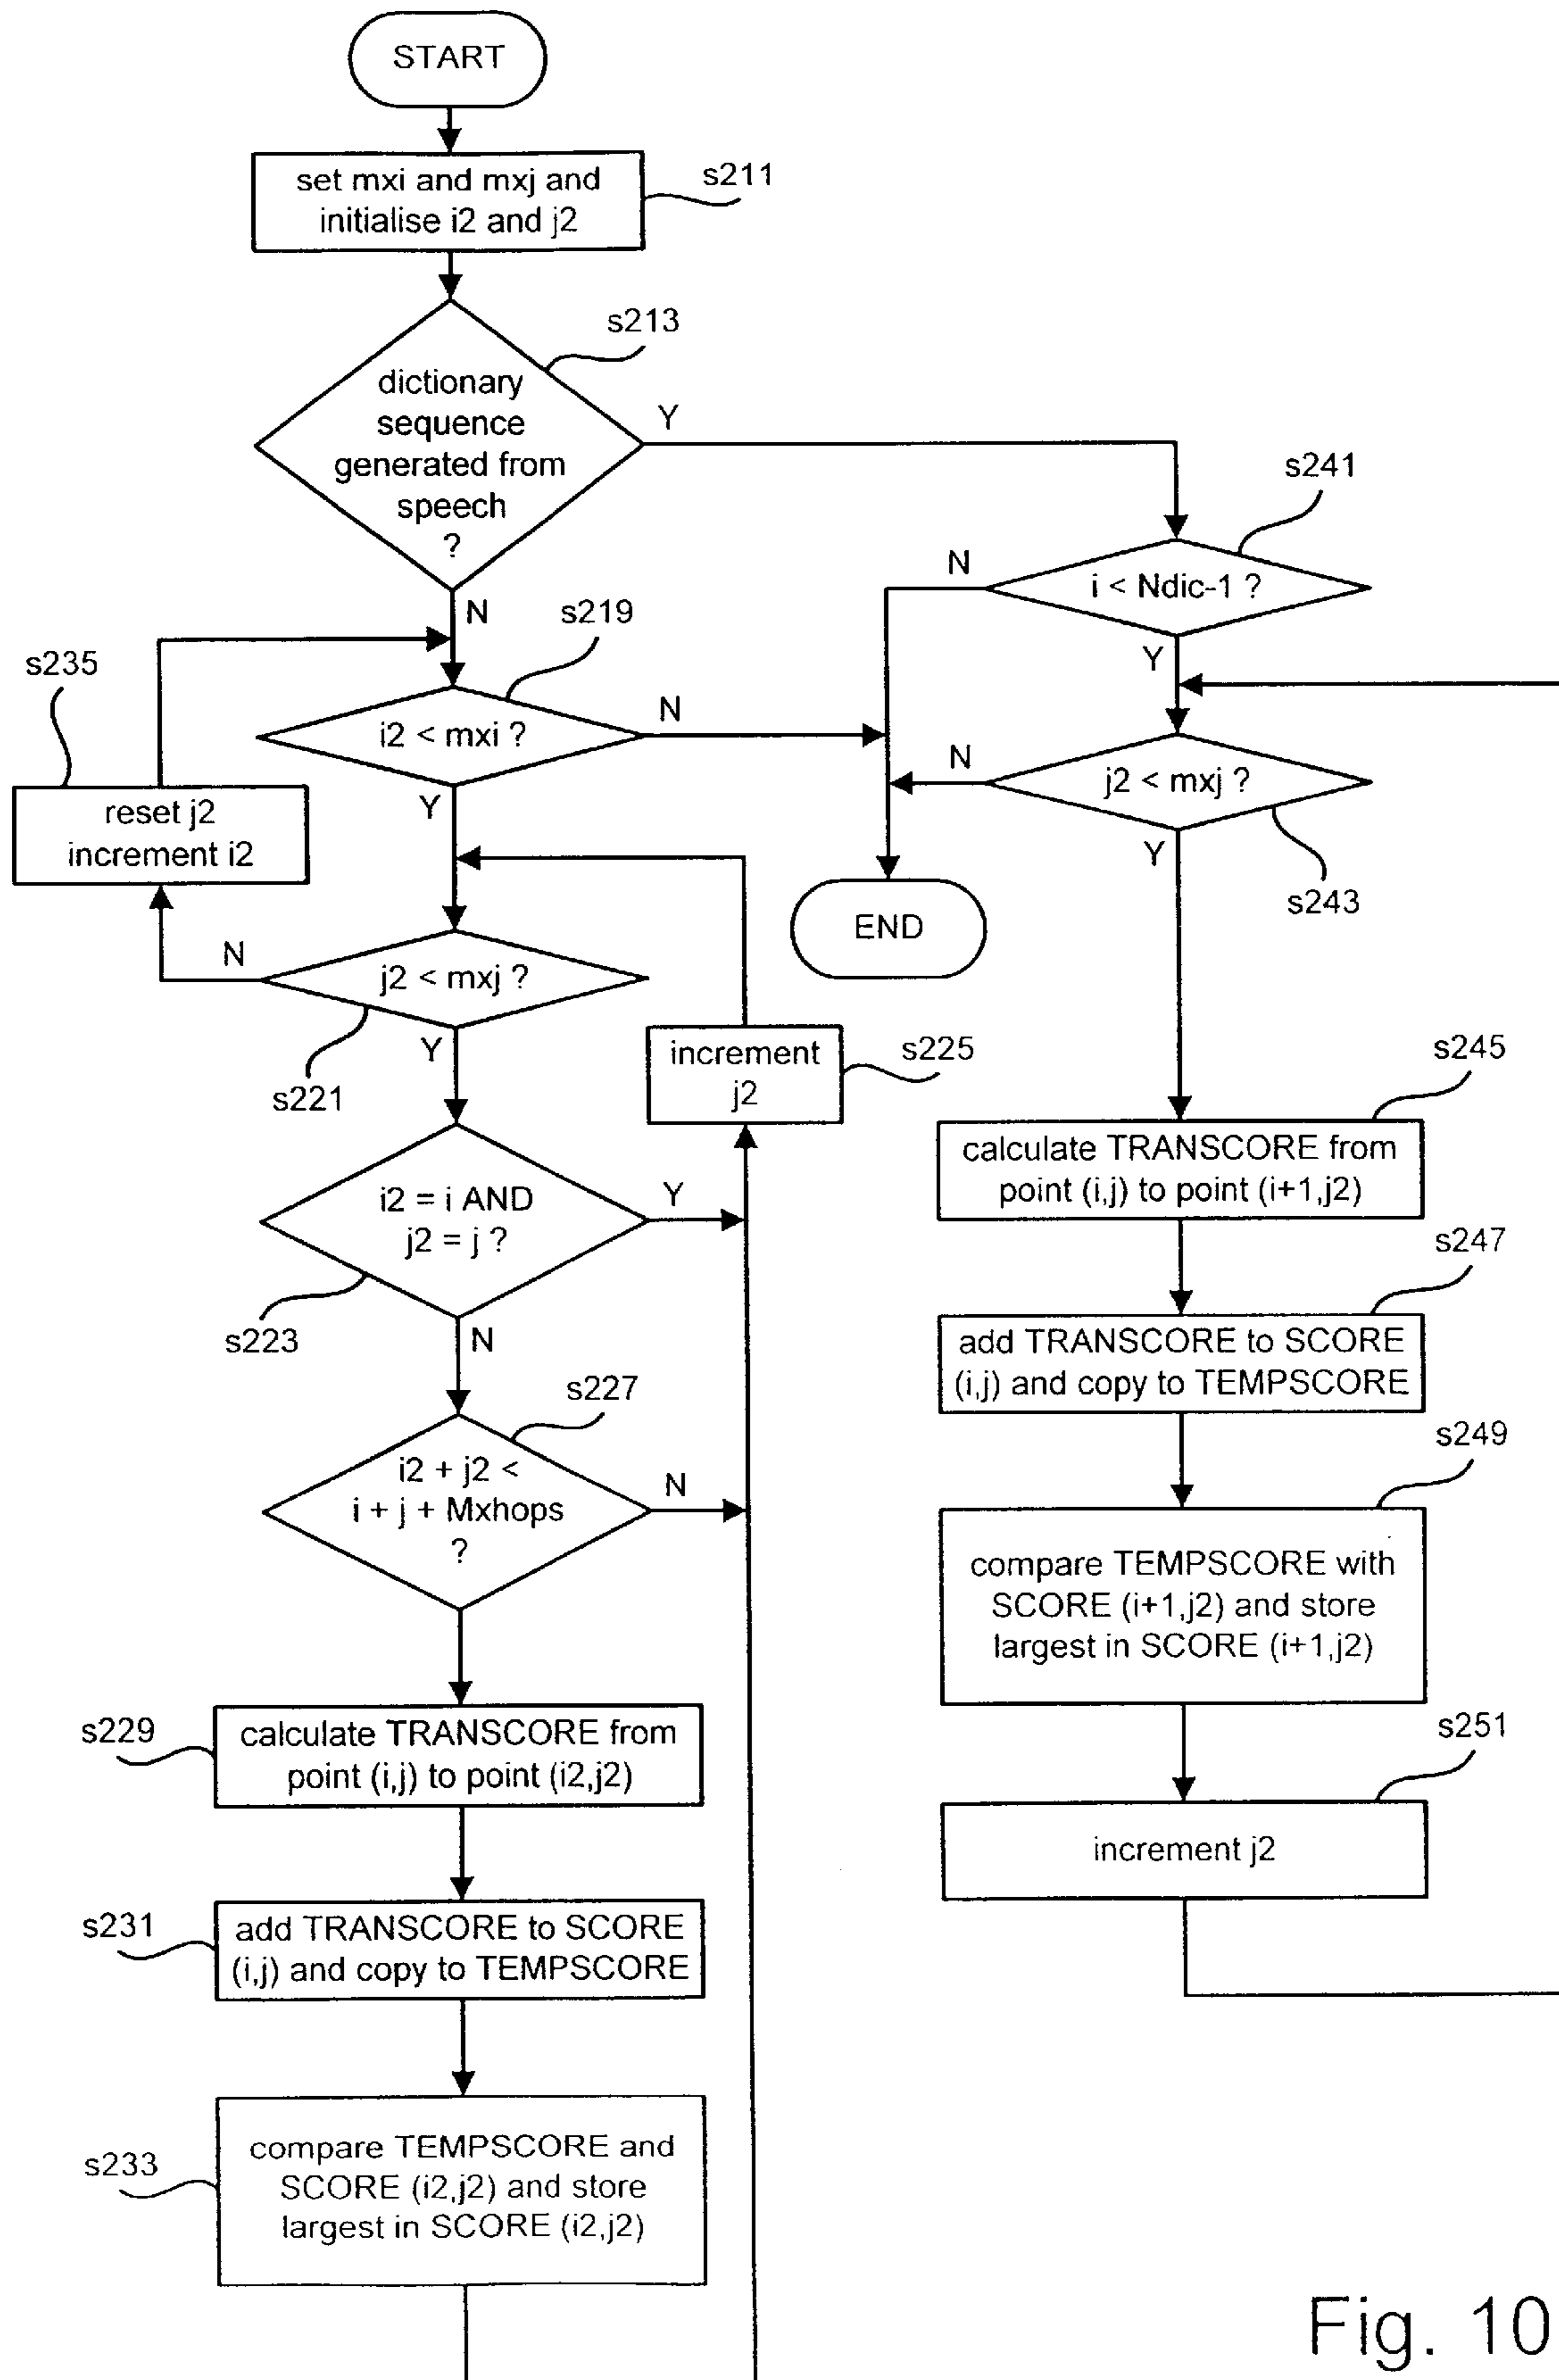 START
set mxi and mxj and
initialise i2 and j2
s211
s213
dictionary
sequence
generated from
speech
?
Y
N
s241
i < Ndic-1 ?
N
Y
s219
s235
i2 < mxi ?
N
Y
j2 < mxj ?
N
Y
s243
reset j2
increment i2
END
j2 < mxj ?
N
Y
s221
increment
j2
s225
s245
calculate TRANSCORE from
point (i,j) to point (i+1,j2)
i2 = i AND
j2 = j ?
Y
N
s223
s247
add TRANSCORE to SCORE
(i,j) and copy to TEMPSCORE
s227
i2 + j2 <
i + j + Mxhops
?
N
s249
compare TEMPSCORE with
SCORE (i+1,j2) and store
largest in SCORE (i+1,j2)
s229
calculate TRANSCORE from
point (i,j) to point (i2,j2)
s251
increment j2
s231
add TRANSCORE to SCORE
(i,j) and copy to TEMPSCORE
s233
compare TEMPSCORE and
SCORE (i2,j2) and store
largest in SCORE (i2,j2)
Fig. 10